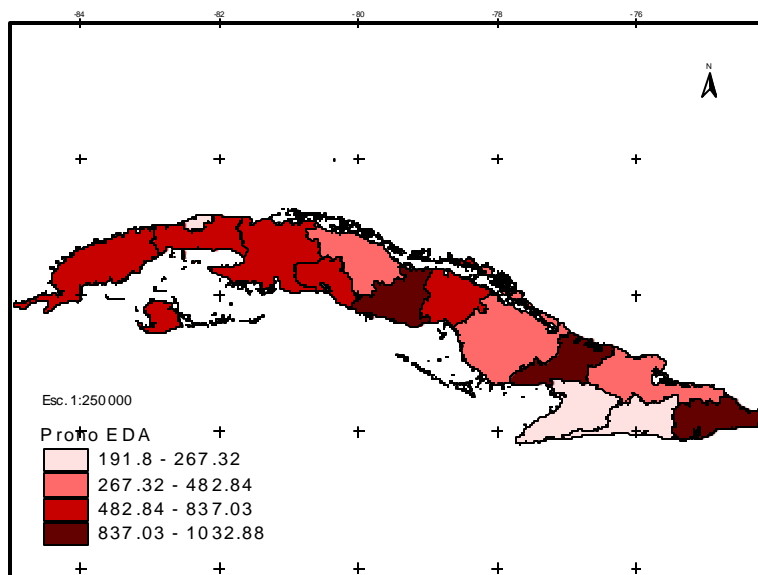 -84 -82 -80 -78 -76
N
Esc. 1:250 000
Promo EDA
191.8 - 267.32
267.32 - 482.84
482.84 - 837.03
837.03 - 1032.88